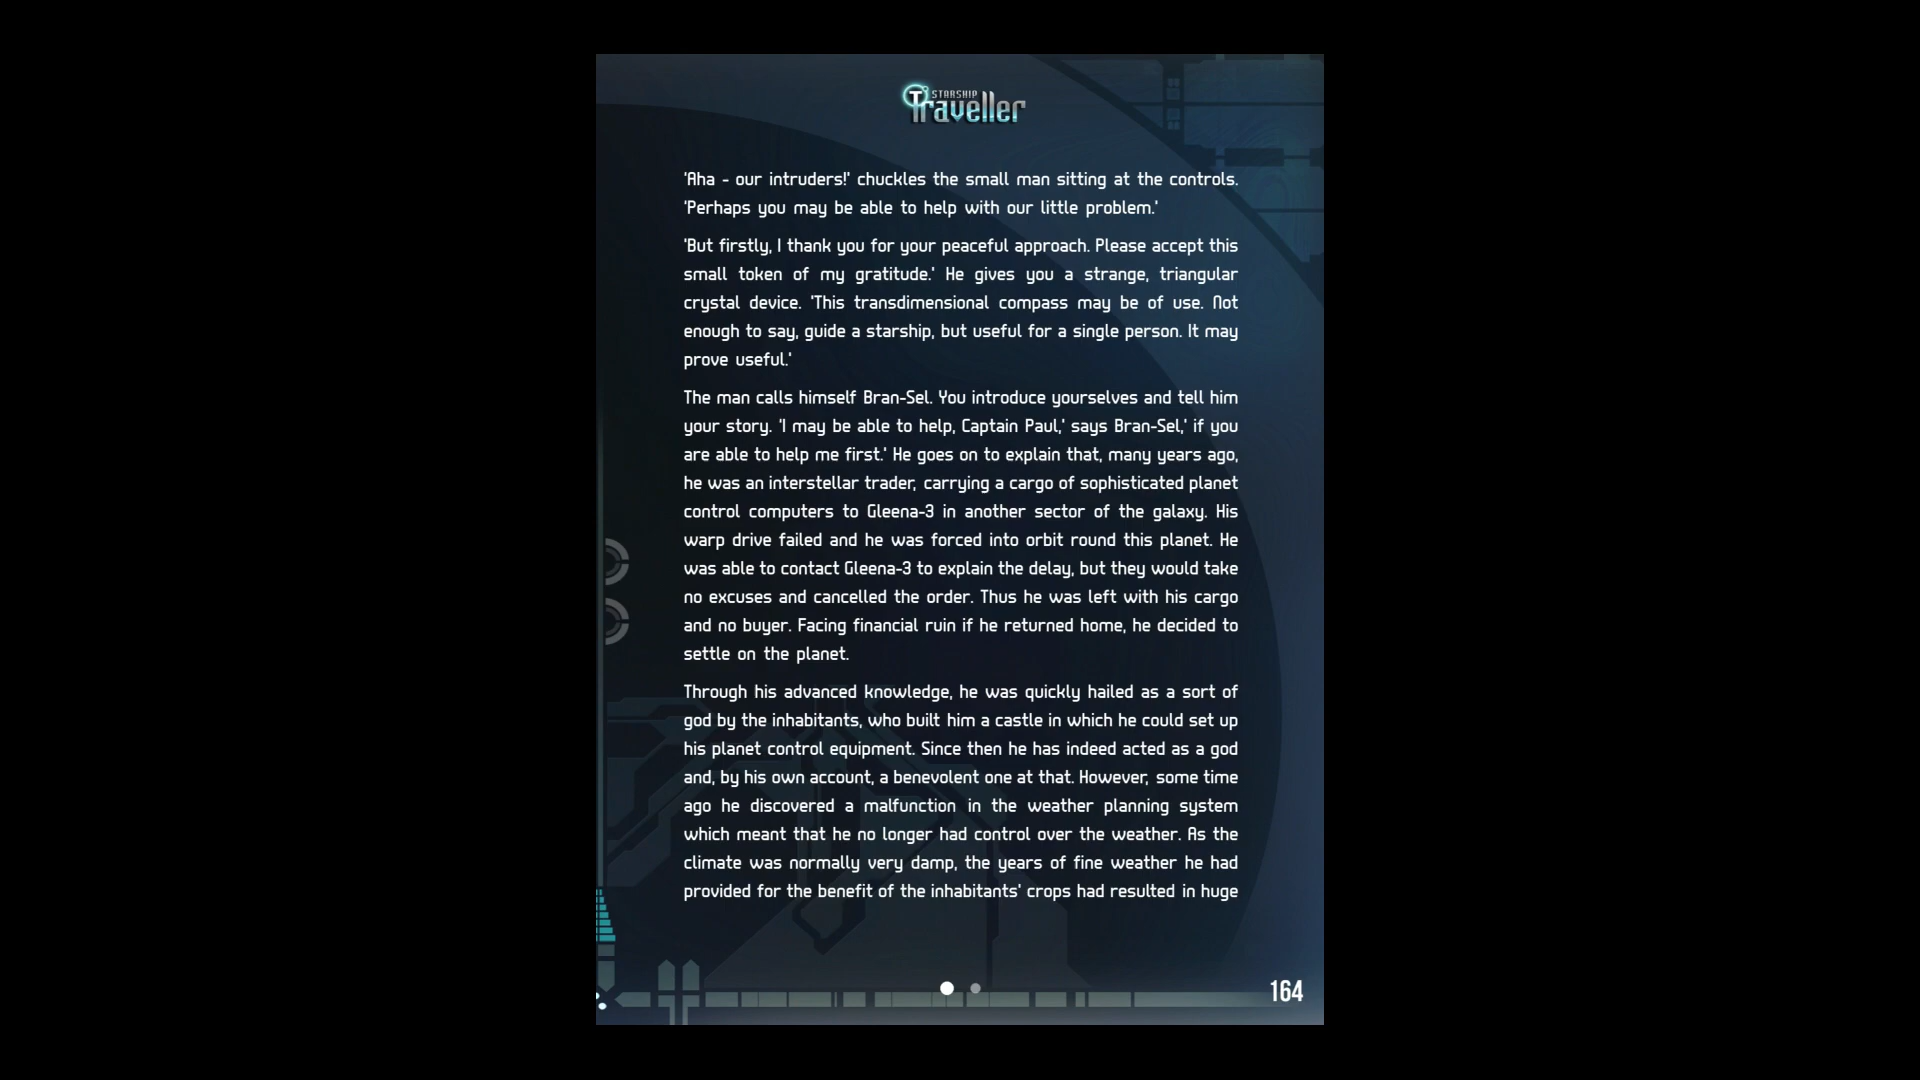 STARSHIP
Traveller
'Aha - our intruders!' chuckles the small man sitting at the controls.
'Perhaps you may be able to help with our little problem.'
'But firstly, I thank you for your peaceful approach. Please accept this
small token of my gratitude.' He gives you a strange, triangular
crystal device. 'This transdimensional compass may be of use. Not
enough to say, guide a starship, but useful for a single person. It may
prove useful.'
The man calls himself Bran-Sel. You introduce yourselves and tell him
your story. 'I may be able to help, Captain Paul,' says Bran-Sel,' if you
are able to help me first.' He goes on to explain that, many years ago,
he was an interstellar trader, carrying a cargo of sophisticated planet
control computers to Gleena-3 in another sector of the galaxy. His
warp drive failed and he was forced into orbit round this planet. He
was able to contact Gleena-3 to explain the delay, but they would take
no excuses and cancelled the order. Thus he was left with his cargo
and no buyer. Facing financial ruin if he returned home, he decided to
settle on the planet.
Through his advanced knowledge, he was quickly hailed as a sort of
god by the inhabitants, who built him a castle in which he could set up
his planet control equipment. Since then he has indeed acted as a god
and, by his own account, a benevolent one at that. However, some time
ago he discovered a malfunction in the weather planning system
which meant that he no longer had control over the weather. As the
climate was normally very damp, the years of fine weather he had
provided for the benefit of the inhabitants' crops had resulted in huge
164